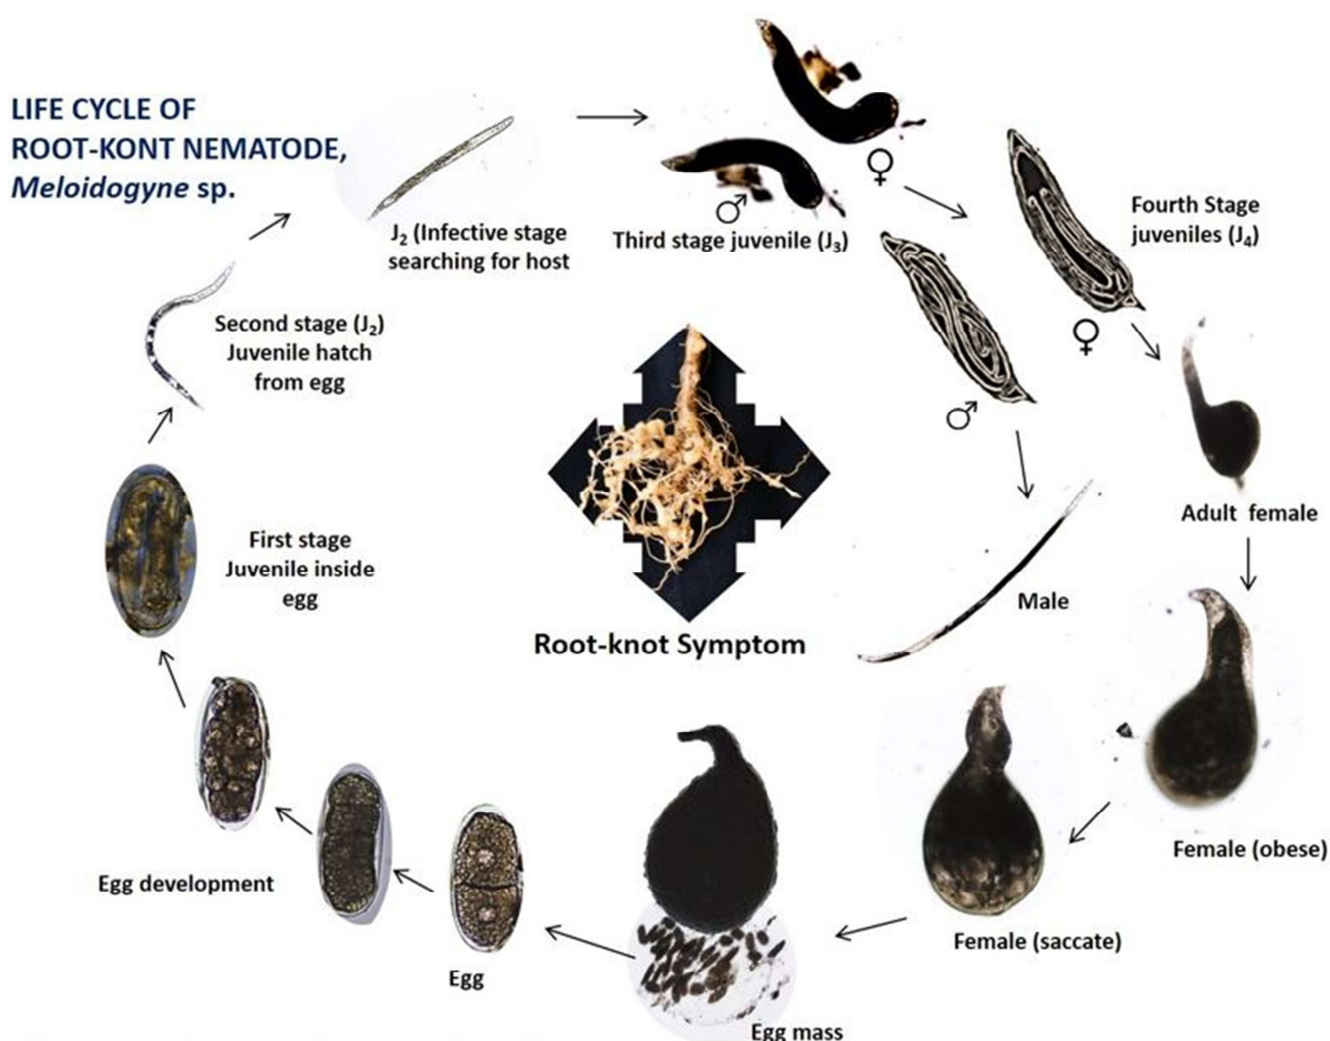 LIFE CYCLE OF
ROOT-KONT NEMATODE,
Meloidogyne sp.
J₂ (Infective stage
searching for host
Third stage juvenile (J₃)
♂
♀
Fourth Stage
juveniles (J₄)
♀
♂
Second stage (J₂)
Juvenile hatch
from egg
Adult female
First stage
Juvenile inside
egg
Male
Root-knot Symptom
Female (obese)
Female (saccate)
Egg development
Egg
Egg mass